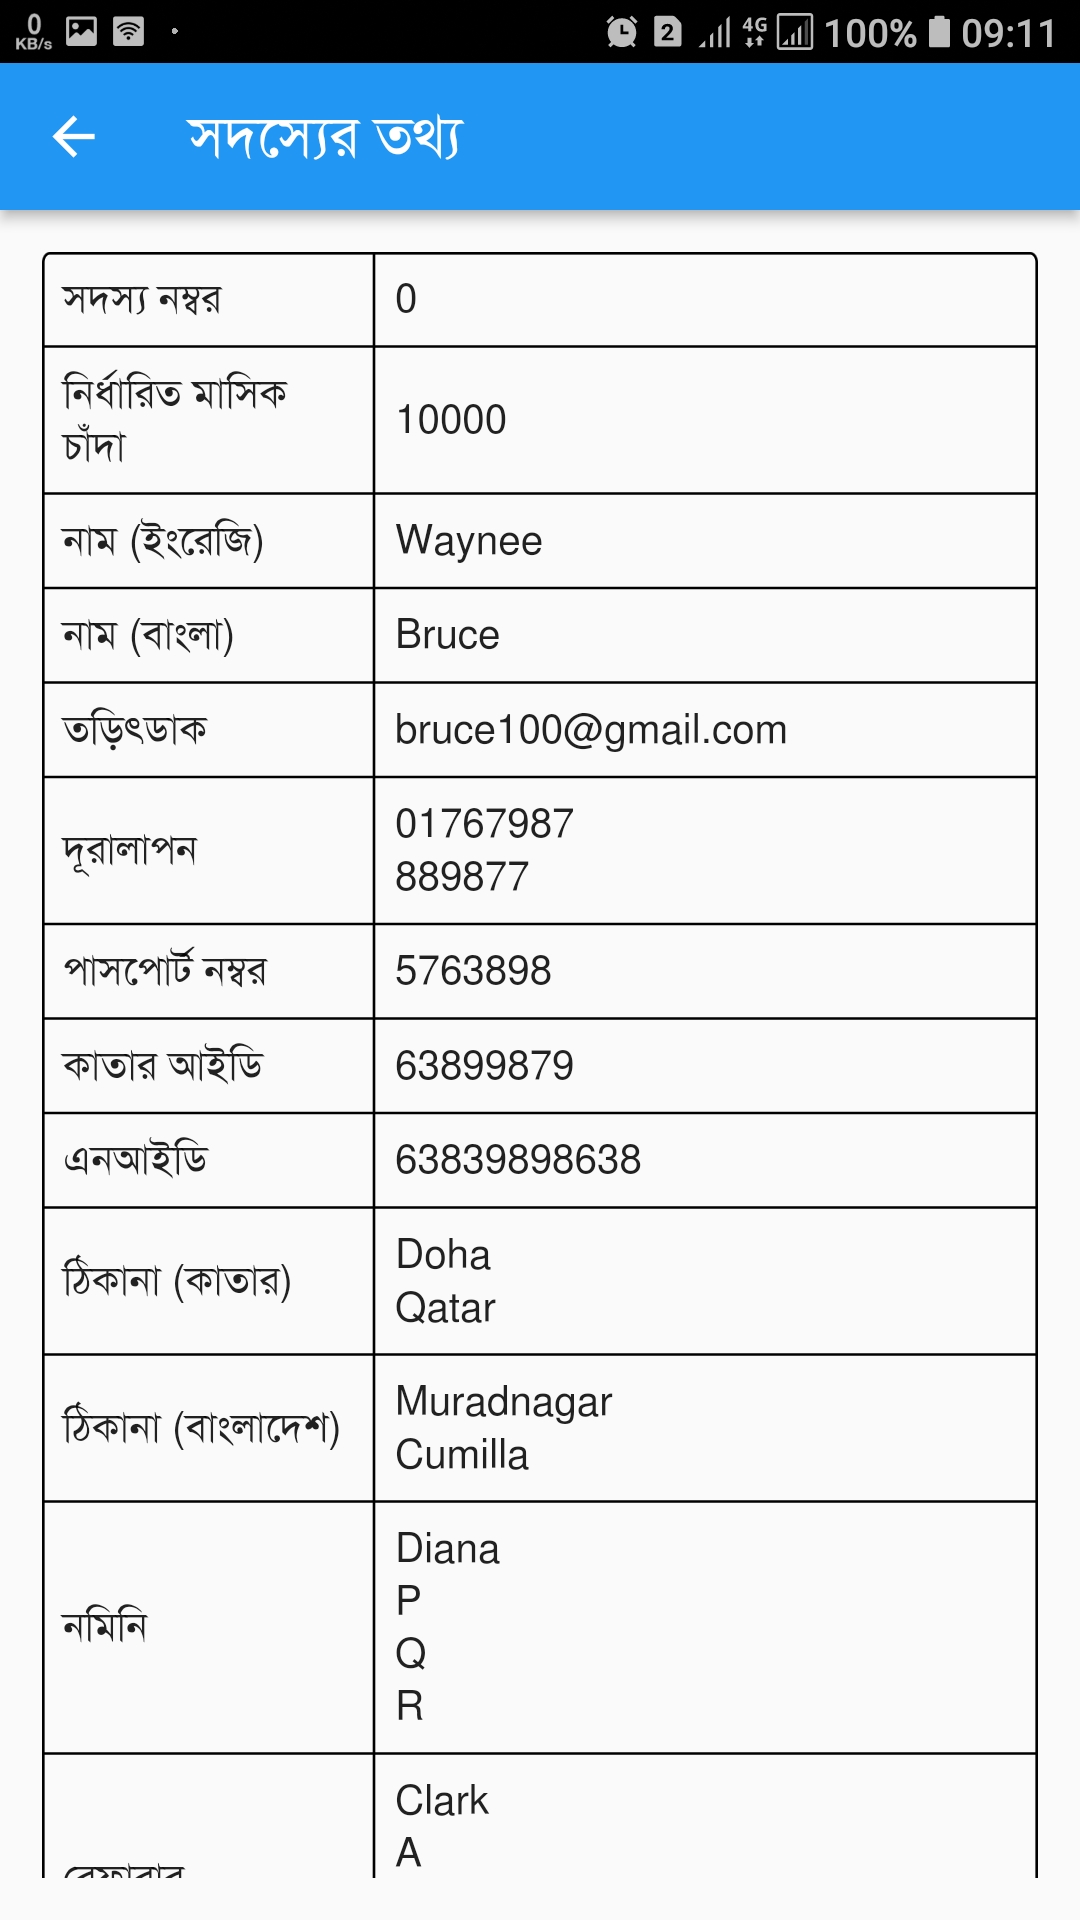 0
KB/s
2
4G
100%
09:11
সদস্যের তথ্য
সদস্য নম্বর
0
নির্ধারিত মাসিক
চাঁদা
10000
নাম (ইংরেজি)
Waynee
নাম (বাংলা)
Bruce
তড়িৎডাক
bruce100@gmail.com
দূরালাপন
01767987
889877
পাসপোর্ট নম্বর
5763898
কাতার আইডি
63899879
এনআইডি
63839898638
ঠিকানা (কাতার)
Doha
Qatar
ঠিকানা (বাংলাদেশ)
Muradnagar
Cumilla
নমিনি
Diana
P
Q
R
রেফারার
Clark
A